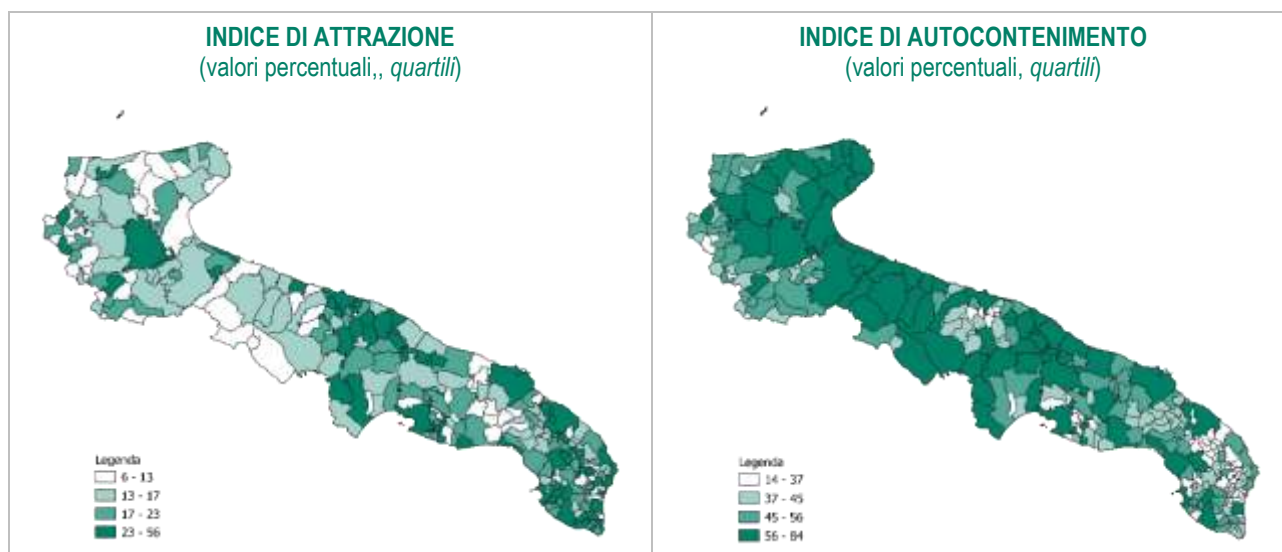 INDICE DI ATTRAZIONE
(valori percentuali,, quartili)
Legenda
6 - 13
13 - 17
17 - 23
23 - 56
INDICE DI AUTOCONTENIMENTO
(valori percentuali, quartili)
Legenda
14 - 37
37 - 45
45 - 56
56 - 84